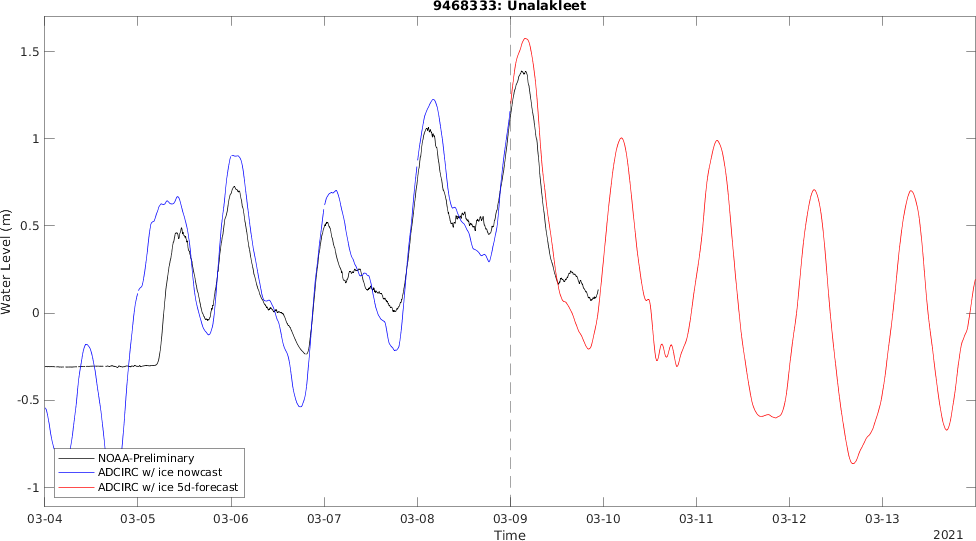 9468333: Unalakleet
1.5
1
0.5
0
-0.5
-1
Water Level (m)
NOAA-Preliminary
ADCIRC w/ ice nowcast
ADCIRC w/ ice 5d-forecast
03-04 03-05 03-06 03-07 03-08 03-09 03-10 03-11 03-12 03-13
Time
2021